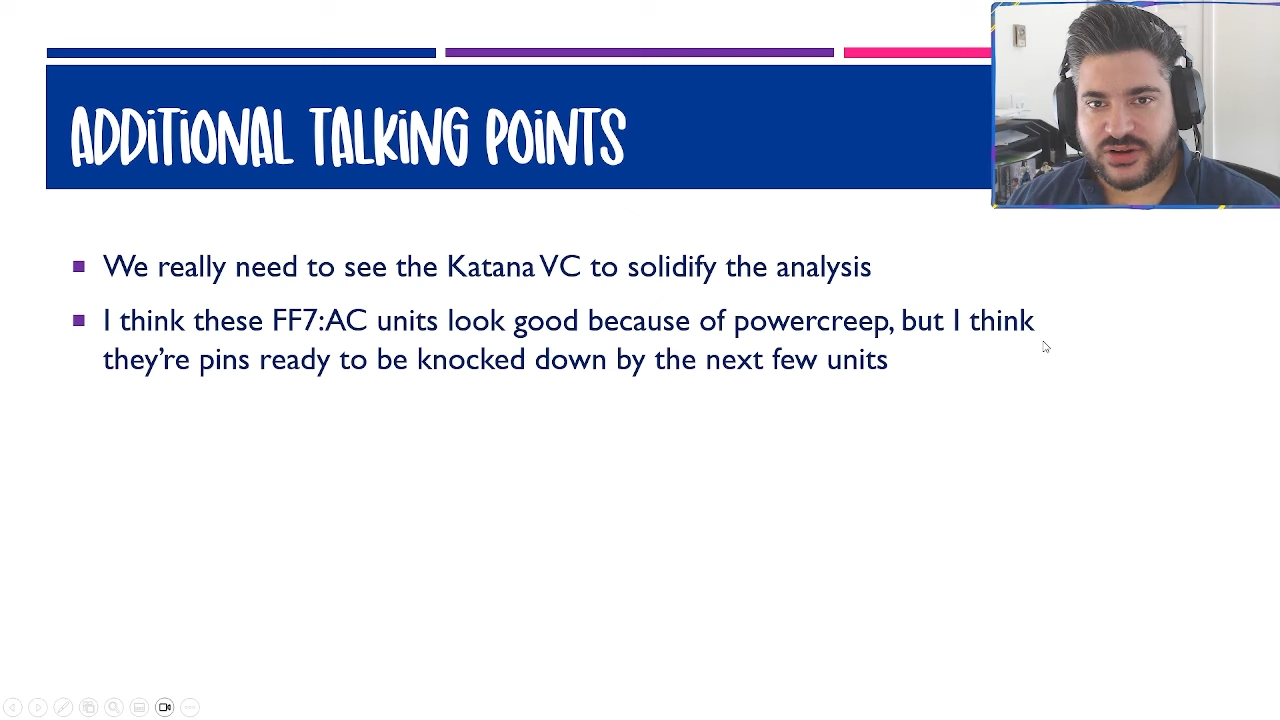 ADDITIONAL TALKING POINTS
We really need to see the Katana VC to solidify the analysis
I think these FF7:AC units look good because of powercreep, but I think
they're pins ready to be knocked down by the next few units